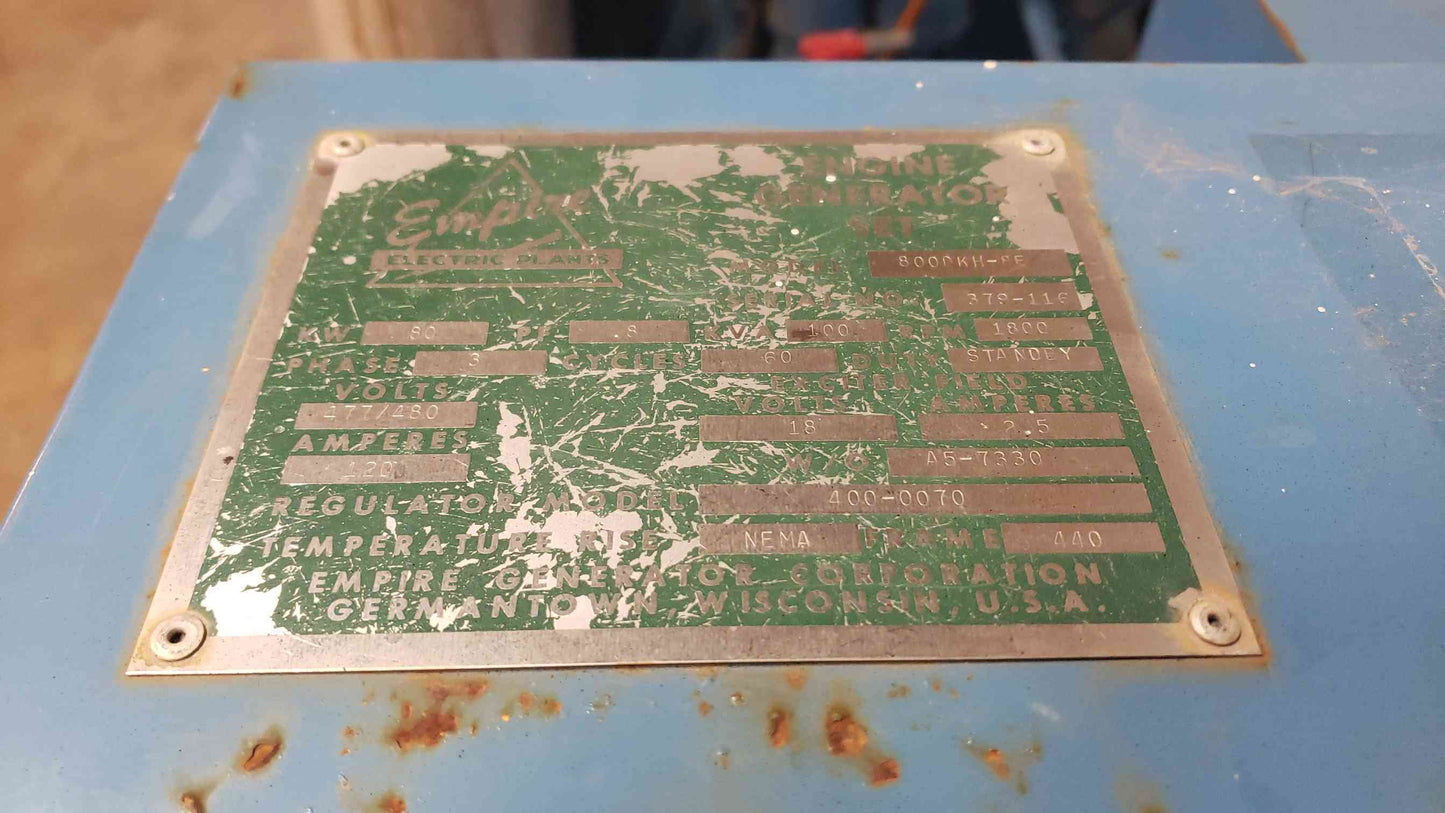 Empire
ELECTRIC PLANTS
ENGINE
GENERATOR
SET
MODEL
SERIAL NO. 379-116
KW 80 PF .8 KVA 100 RPM 1800
PHASE 3 CYCLES 60 DUTY STANDBY
VOLTS 477/480
AMPERES 120
EXCITER FIELD
VOLTS 18 AMPERES 2.5
W/O A5-7330
REGULATOR MODEL 400-0070
TEMPERATURE RISE NEMA FRAME 440
EMPIRE GENERATOR CORPORATION
GERMANTOWN WISCONSIN, U.S.A.